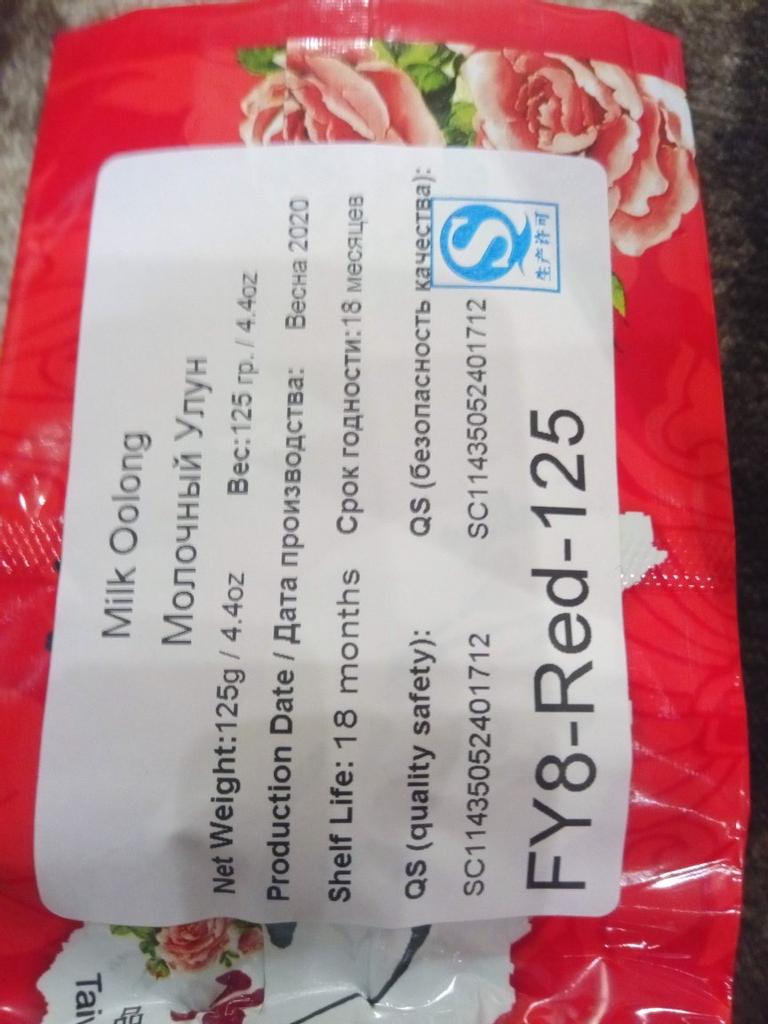 Milk Oolong
Молочный Улун
Net Weight:125g / 4.4oz Вес:125 гр. / 4.4oz
Production Date / Дата производства: Весна 2020
Shelf Life: 18 months Срок годности:18 месяцев
QS (quality safety): QS (безопасность качества):
SC11435052401712 SC11435052401712
生产许可
FY8-Red-125